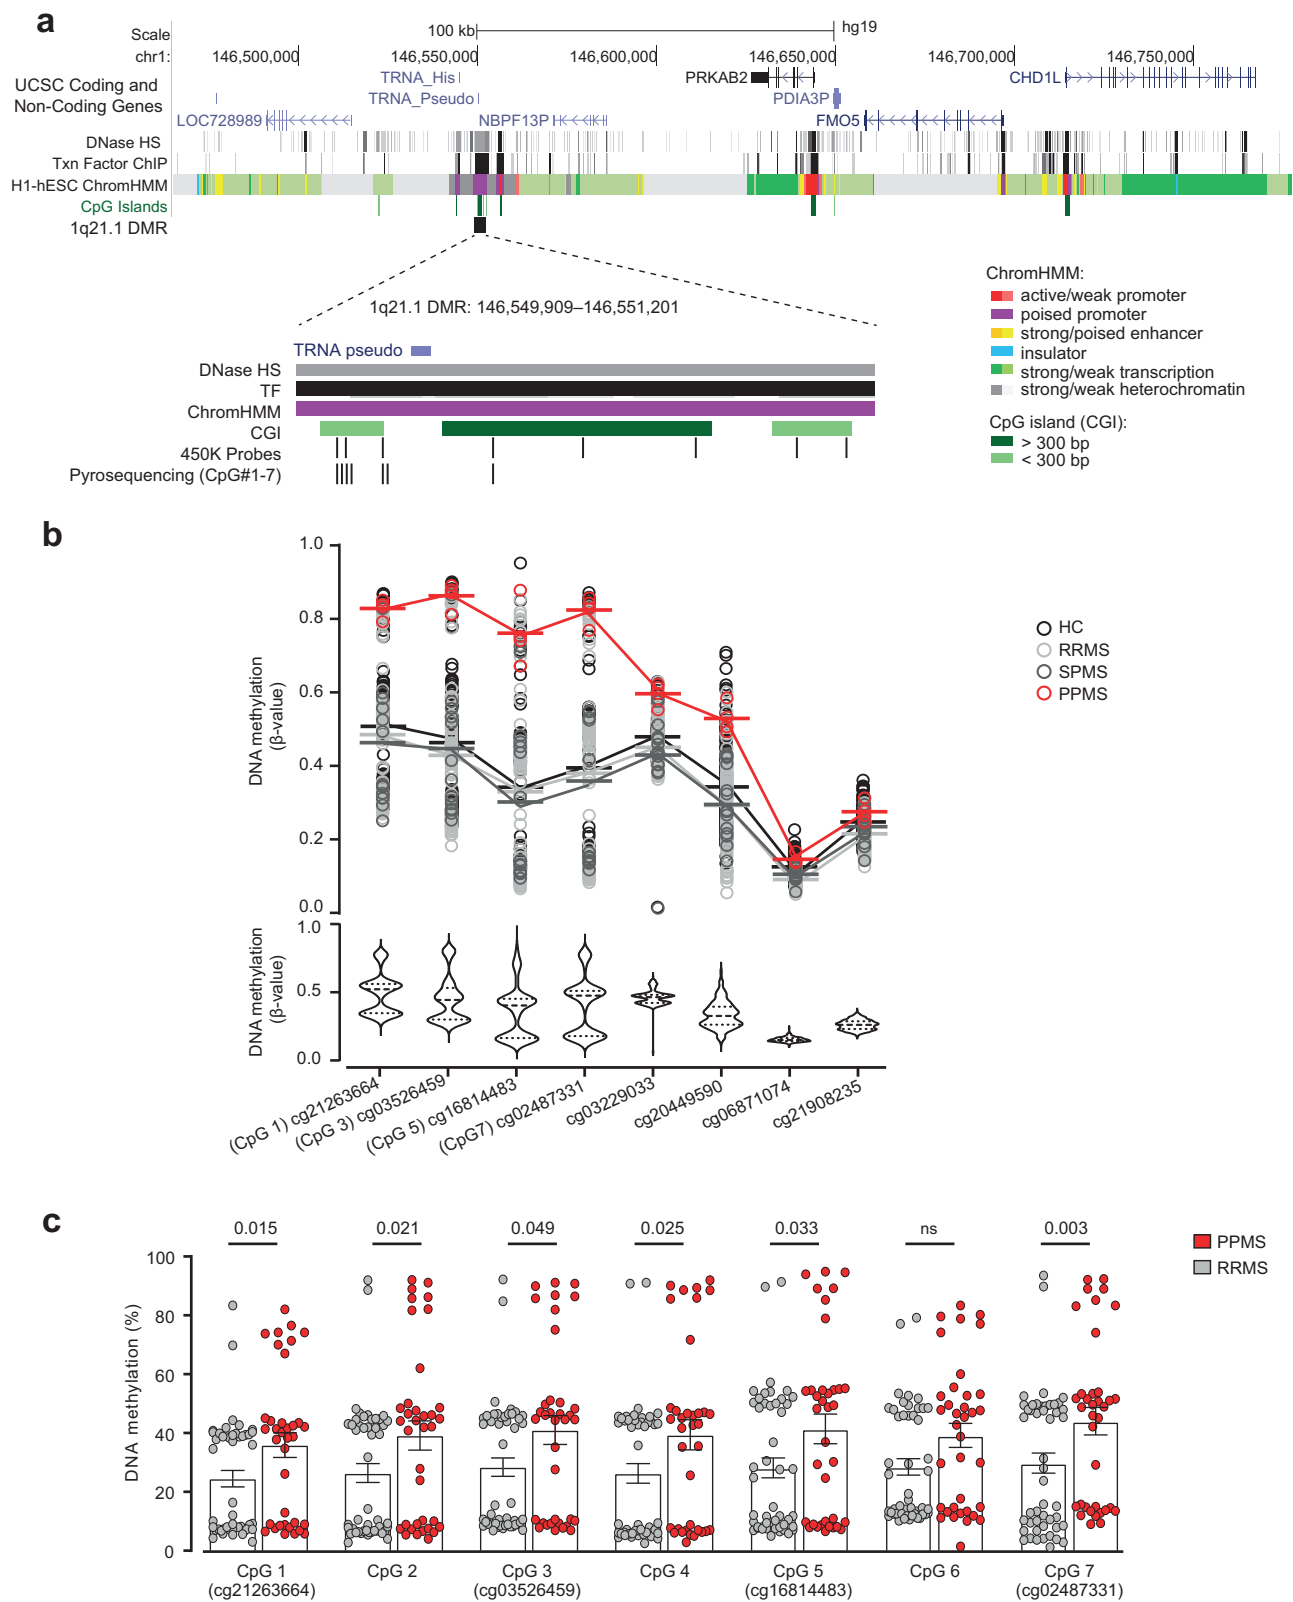 a
Scale 100 kb hg19
chr1: 146,500,000 146,550,000 146,600,000 146,650,000 146,700,000 146,750,000
UCSC Coding and
Non-Coding Genes
TRNA_His PRKAB2 CHD1L
TRNA_Pseudo PDIA3P
LOC728989 NBPF13P FMO5
DNase HS
Txn Factor ChIP
H1-hESC ChromHMM
CpG Islands
1q21.1 DMR
1q21.1 DMR: 146,549,909–146,551,201
TRNA pseudo
DNase HS
TF
ChromHMM
CGI
450K Probes
Pyrosequencing (CpG#1-7)
ChromHMM:
active/weak promoter
poised promoter
strong/poised enhancer
insulator
strong/weak transcription
strong/weak heterochromatin
CpG island (CGI):
> 300 bp
< 300 bp
b
DNA methylation
(β-value)
1.0
0.8
0.6
0.4
0.2
0.0
HC
RRMS
SPMS
PPMS
DNA methylation
(β-value)
1.0
0.5
0.0
(CpG 1) cg21263664
(CpG 3) cg03526459
(CpG 5) cg16814483
(CpG7) cg02487331
cg03229033
cg20449590
cg06871074
cg21908235
c
0.015 0.021 0.049 0.025 0.033 ns 0.003
PPMS
RRMS
DNA methylation (%)
100
80
60
40
20
0
CpG 1 CpG 2 CpG 3 CpG 4 CpG 5 CpG 6 CpG 7
(cg21263664) (cg03526459) (cg16814483) (cg02487331)